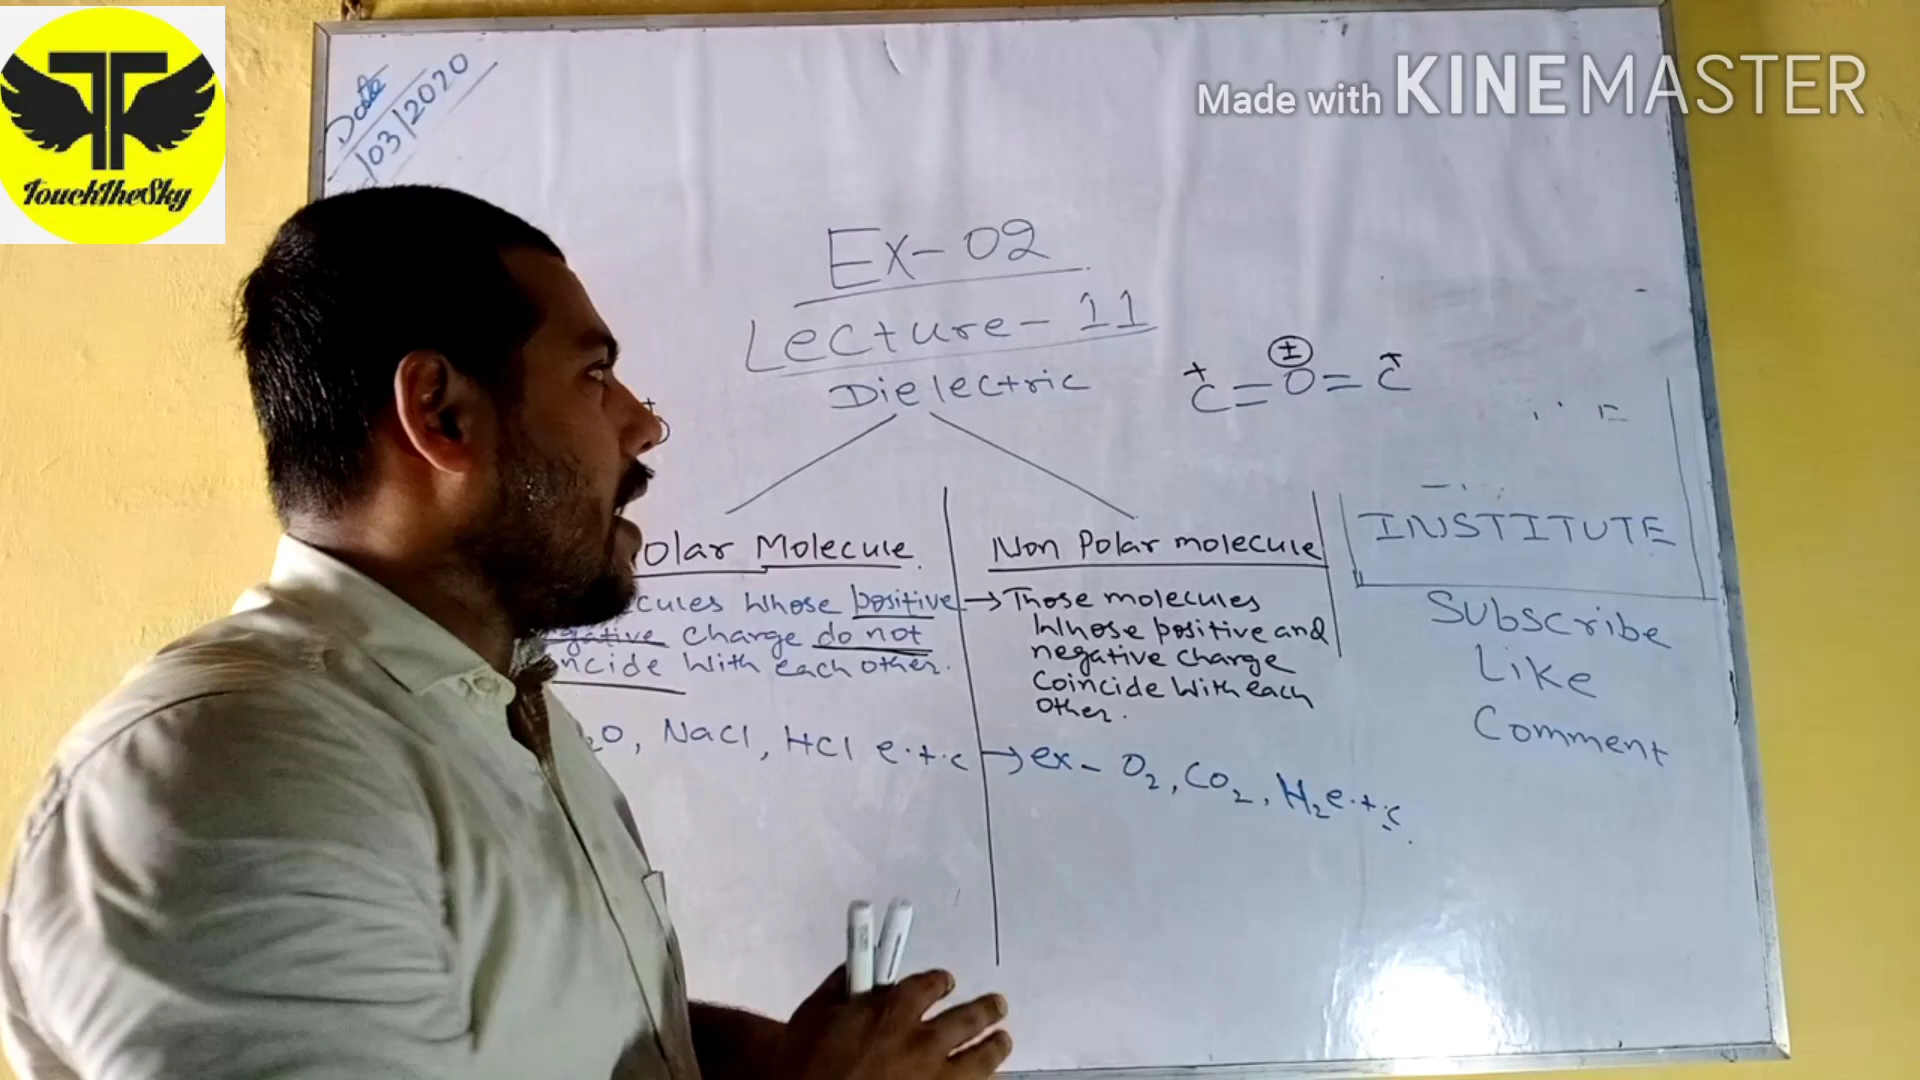 TouchTheSky
Made with KINEMASTER
Date
/03/2020
Ex-02
Lecture-11
Dielectric
+ ± +
C=O=C
olar Molecule
cules Whose positive
gative Charge do not
ncide With each other.
2O, NaCl, HCl e.t.c
Non Polar molecule
→ Those molecules
Whose positive and
negative Charge
Coincide With each
other.
→ ex- O2, CO2, H2 e.t.c.
INSTITUTE
Subscribe
Like
Comment